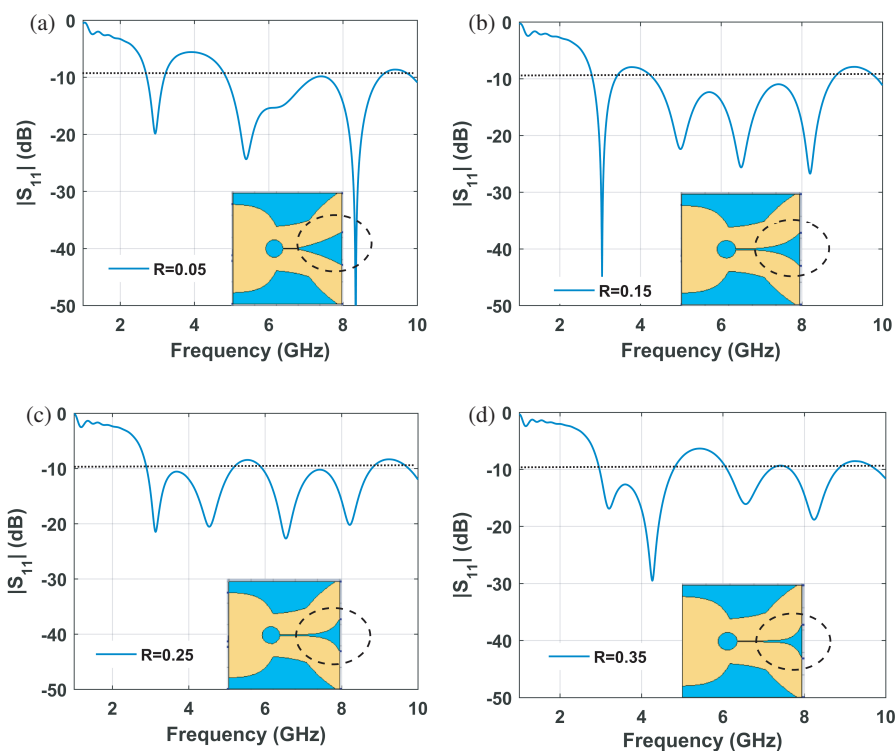 (a)
0
-10
-20
-30
-40
-50
|S11| (dB)
R=0.05
2 4 6 8 10
Frequency (GHz)
(b)
0
-10
-20
-30
-40
-50
|S11| (dB)
R=0.15
2 4 6 8 10
Frequency (GHz)
(c)
0
-10
-20
-30
-40
-50
|S11| (dB)
R=0.25
2 4 6 8 10
Frequency (GHz)
(d)
0
-10
-20
-30
-40
-50
|S11| (dB)
R=0.35
2 4 6 8 10
Frequency (GHz)